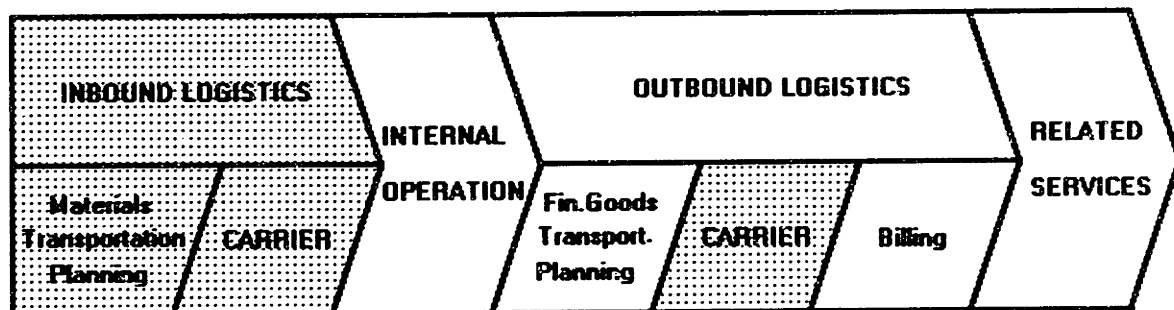 INBOUND LOGISTICS
Materials
Transportation
Planning
CARRIER
INTERNAL
OPERATION
OUTBOUND LOGISTICS
Fin.Goods
Transport.
Planning
CARRIER
Billing
RELATED
SERVICES